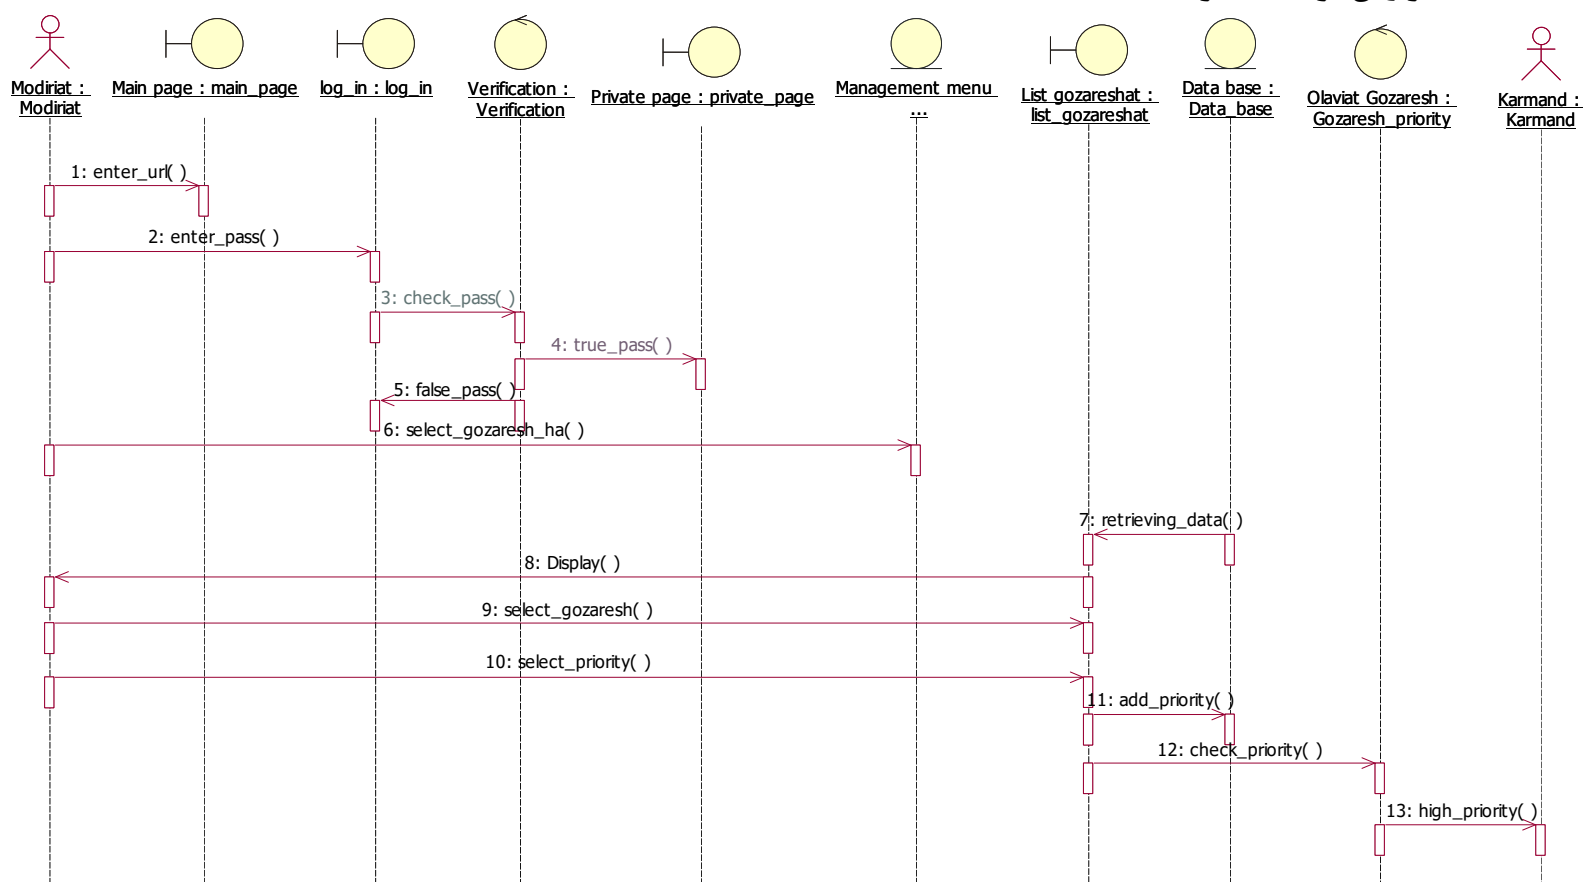 Modiriat :
Modiriat
Main page : main_page
log_in : log_in
Verification :
Verification
Private page : private_page
Management menu
...
List gozareshat :
list_gozareshat
Data base :
Data_base
Olaviat Gozaresh :
Gozaresh_priority
Karmand :
Karmand
1: enter_url( )
2: enter_pass( )
3: check_pass( )
4: true_pass( )
5: false_pass( )
6: select_gozaresh_ha( )
7: retrieving_data( )
8: Display( )
9: select_gozaresh( )
10: select_priority( )
11: add_priority( )
12: check_priority( )
13: high_priority( )